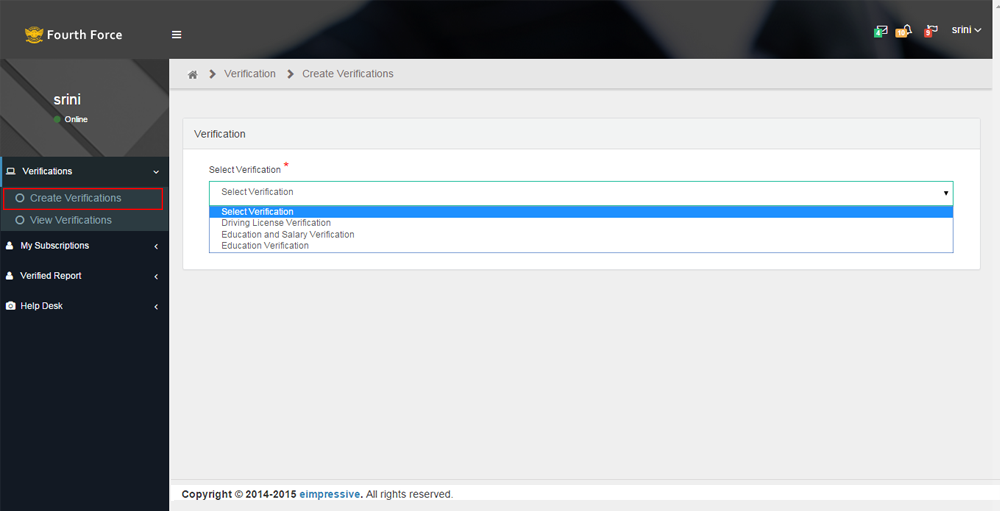 Fourth Force
4
10
9
srini
srini
Online
Verification
Create Verifications
Verifications
Create Verifications
View Verifications
My Subscriptions
Verified Report
Help Desk
Verification
Select Verification *
Select Verification
Select Verification
Driving License Verification
Education and Salary Verification
Education Verification
Copyright © 2014-2015 eimpressive. All rights reserved.